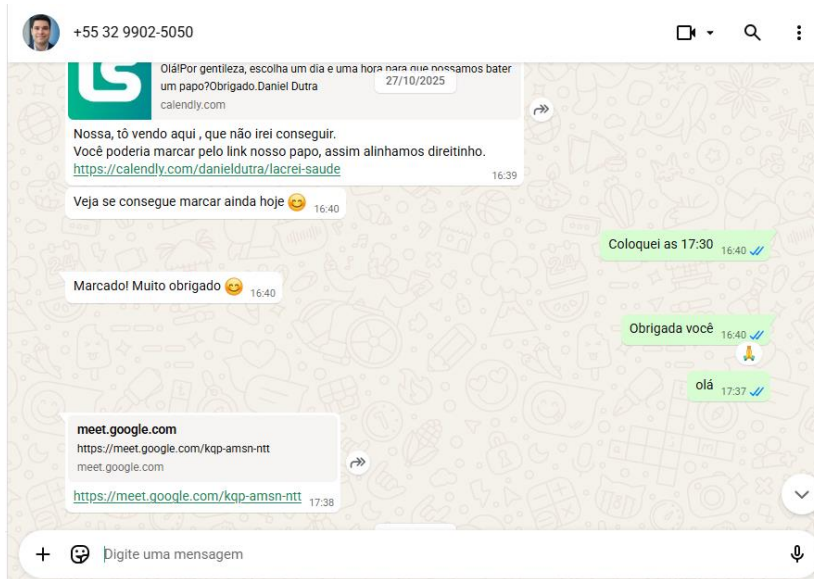 +55 32 9902-5050
Olá!Por gentileza, escolha um dia e uma hora para que possamos bater
um papo?Obrigado.Daniel Dutra
27/10/2025
calendly.com
Nossa, tô vendo aqui , que não irei conseguir.
Você poderia marcar pelo link nosso papo, assim alinhamos direitinho.
https://calendly.com/danieldutra/lacrei-saude
16:39
Veja se consegue marcar ainda hoje 😊 16:40
Coloquei as 17:30 16:40
Marcado! Muito obrigado 😊 16:40
Obrigada você 16:40
🙏
olá 17:37
meet.google.com
https://meet.google.com/kqp-amsn-ntt
meet.google.com
https://meet.google.com/kqp-amsn-ntt 17:38
Digite uma mensagem